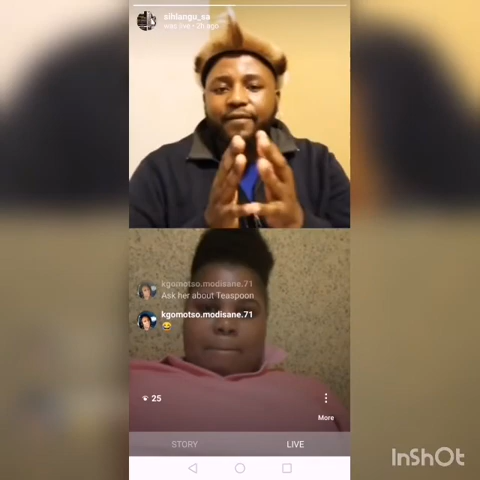 sihlangu_sa
was live • 2h ago
kgomotso.modisane.71
Ask her about Teaspoon
kgomotso.modisane.71
25
More
STORY
LIVE
InShOt